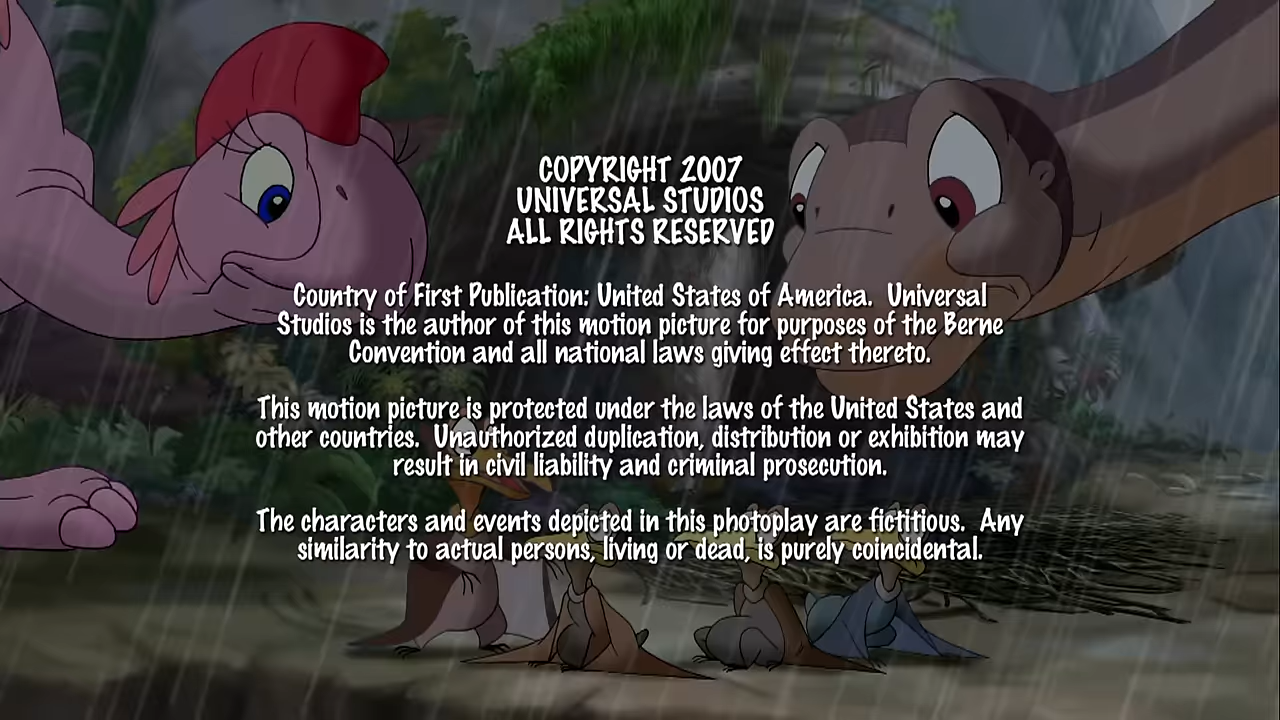 COPYRIGHT 2007
UNIVERSAL STUDIOS
ALL RIGHTS RESERVED
Country of First Publication: United States of America. Universal
Studios is the author of this motion picture for purposes of the Berne
Convention and all national laws giving effect thereto.
This motion picture is protected under the laws of the United States and
other countries. Unauthorized duplication, distribution or exhibition may
result in civil liability and criminal prosecution.
The characters and events depicted in this photoplay are fictitious. Any
similarity to actual persons, living or dead, is purely coincidental.